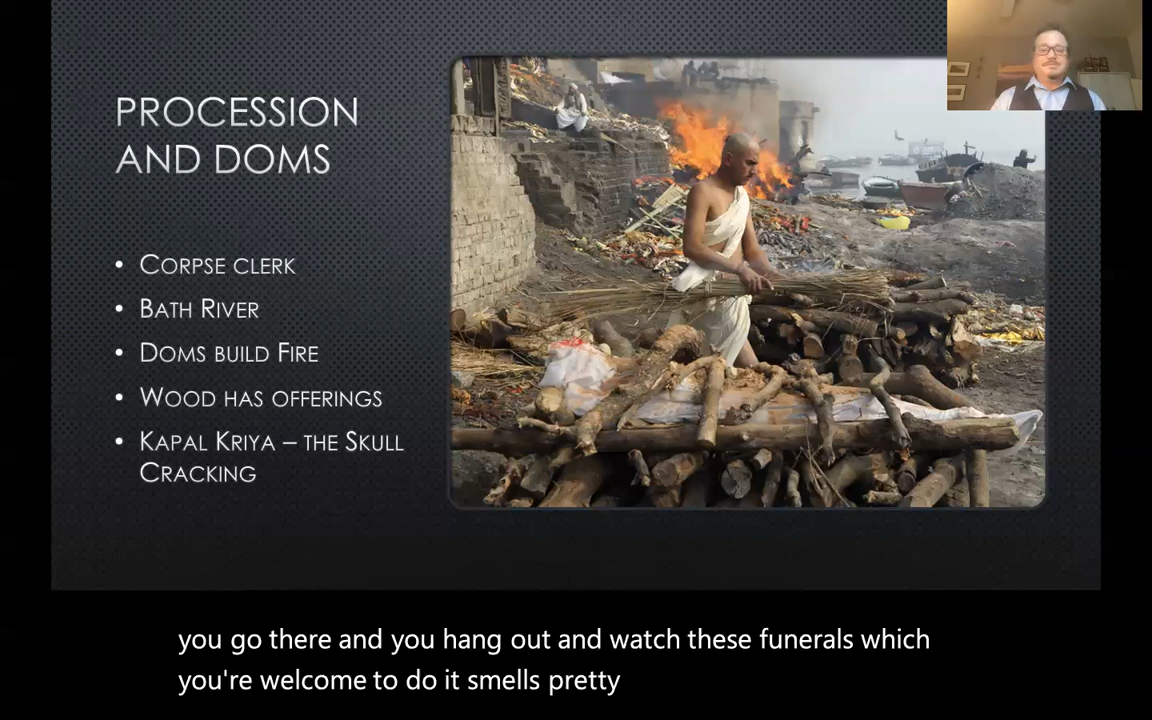 PROCESSION
AND DOMS
• CORPSE CLERK
• BATH RIVER
• DOMS BUILD FIRE
• WOOD HAS OFFERINGS
• KAPAL KRIYA – THE SKULL
CRACKING
you go there and you hang out and watch these funerals which
you're welcome to do it smells pretty